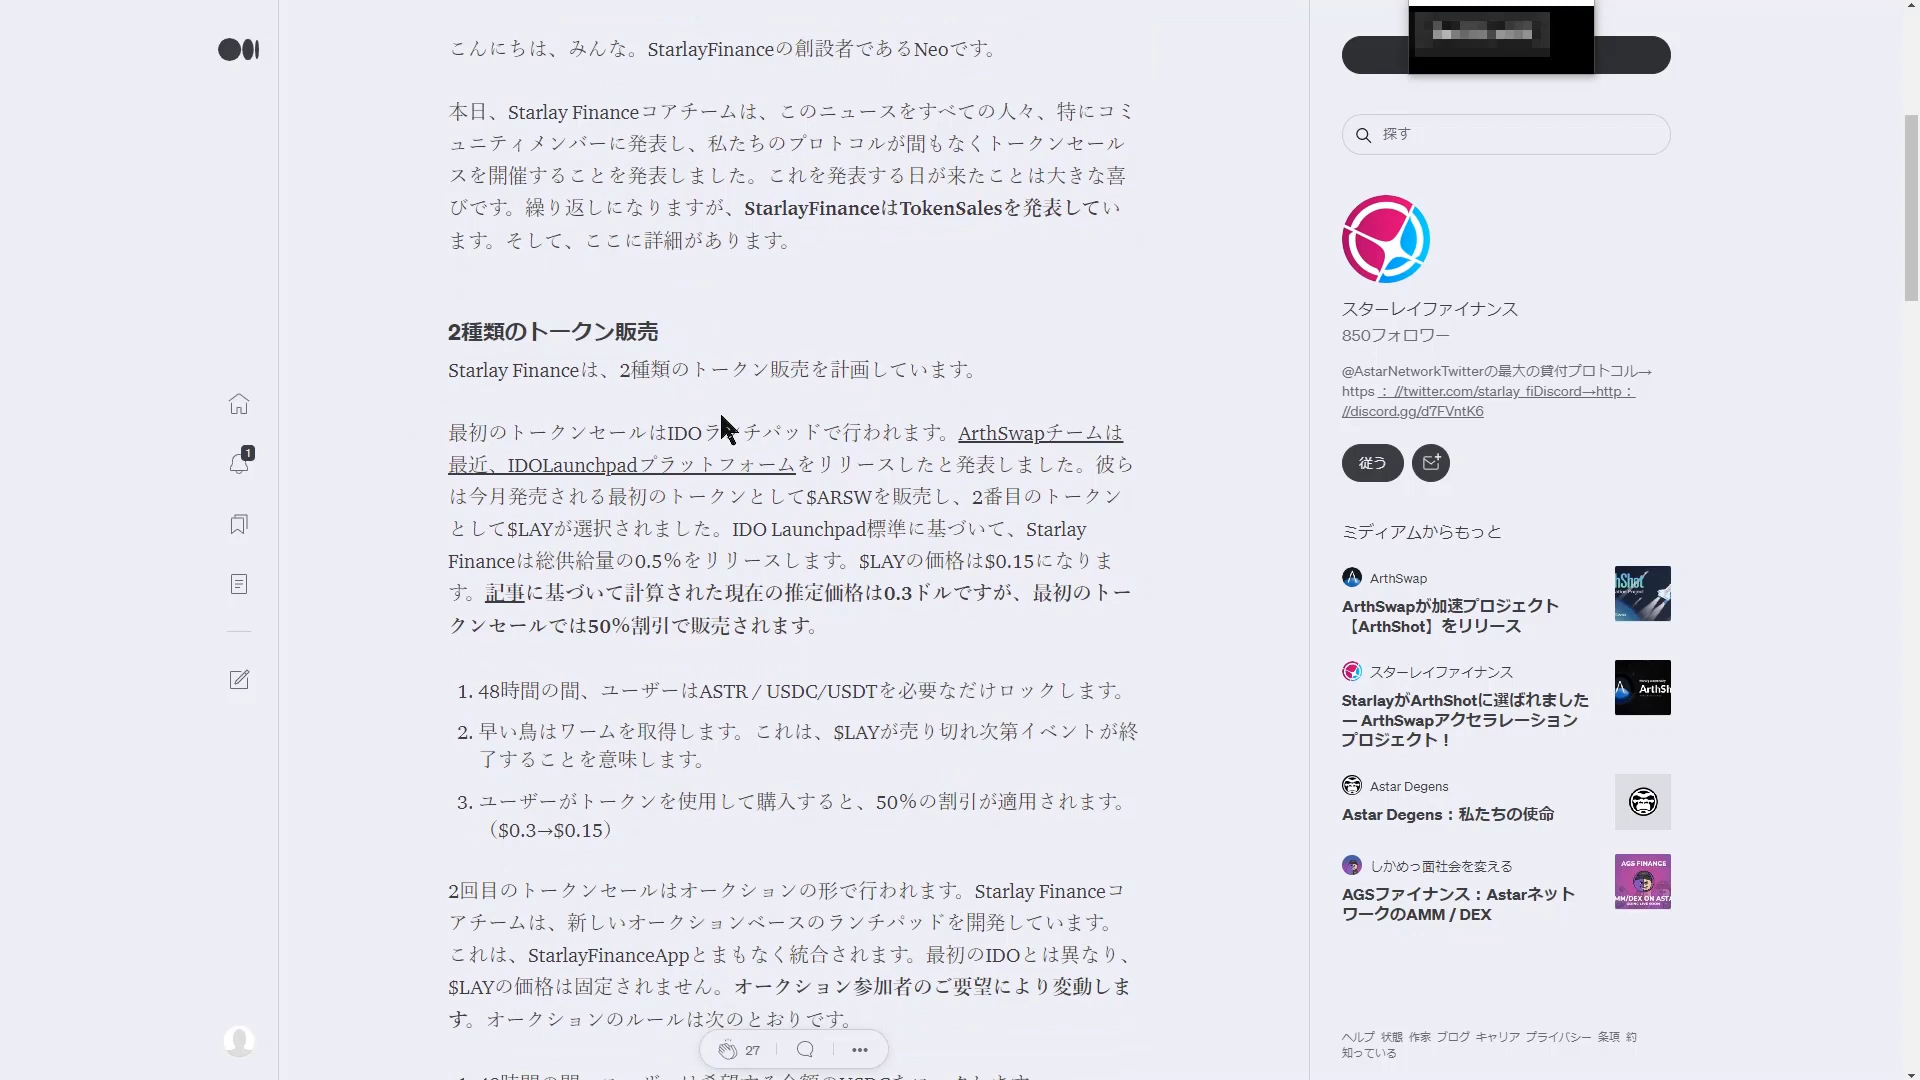 こんにちは、みんな。StarlayFinanceの創設者であるNeoです。
本日、Starlay Financeコアチームは、このニュースをすべての人々、特にコミ
ュニティメンバーに発表し、私たちのプロトコルが間もなくトークンセール
スを開催することを発表しました。これを発表する日が来たことは大きな喜
びです。繰り返しになりますが、StarlayFinanceはTokenSalesを発表してい
ます。そして、ここに詳細があります。
2種類のトークン販売
Starlay Financeは、2種類のトークン販売を計画しています。
最初のトークンセールはIDOランチパッドで行われます。ArthSwapチームは
最近、IDOLaunchpadプラットフォームをリリースしたと発表しました。彼ら
は今月発売される最初のトークンとして$ARSWを販売し、2番目のトークン
として$LAYが選択されました。IDO Launchpad標準に基づいて、Starlay
Financeは総供給量の0.5％をリリースします。$LAYの価格は$0.15になりま
す。記事に基づいて計算された現在の推定価格は0.3ドルですが、最初のトー
クンセールでは50％割引で販売されます。
1. 48時間の間、ユーザーはASTR / USDC/USDTを必要なだけロックします。
2. 早い鳥はワームを取得します。これは、$LAYが売り切れ次第イベントが終
了することを意味します。
3. ユーザーがトークンを使用して購入すると、50％の割引が適用されます。
（$0.3→$0.15）
2回目のトークンセールはオークションの形で行われます。Starlay Financeコ
アチームは、新しいオークションベースのランチパッドを開発しています。
これは、StarlayFinanceAppとまもなく統合されます。最初のIDOとは異なり、
$LAYの価格は固定されません。オークション参加者のご要望により変動しま
す。オークションのルールは次のとおりです。
27
1
探す
スターレイファイナンス
850フォロワー
@AstarNetworkTwitterの最大の貸付プロトコル→
https：//twitter.com/starlay_fiDiscord→http：
//discord.gg/d7FVntK6
従う
ミディアムからもっと
ArthSwap
ArthSwapが加速プロジェクト
【ArthShot】をリリース
スターレイファイナンス
StarlayがArthShotに選ばれました
— ArthSwapアクセラレーション
プロジェクト！
Astar Degens
Astar Degens：私たちの使命
しかめっ面社会を変える
AGSファイナンス：Astarネット
ワークのAMM / DEX
AGS FINANCE
ヘルプ 状態 作家 ブログ キャリア プライバシー 条項 約
知っている